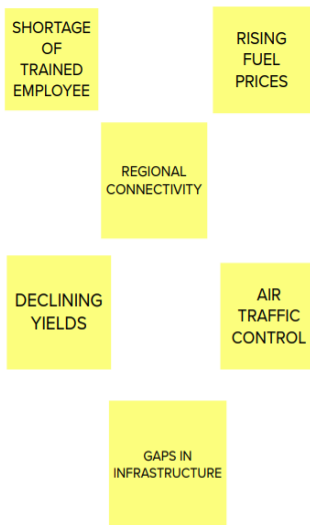 SHORTAGE
OF
TRAINED
EMPLOYEE
RISING
FUEL
PRICES
REGIONAL
CONNECTIVITY
DECLINING
YIELDS
AIR
TRAFFIC
CONTROL
GAPS IN
INFRASTRUCTURE